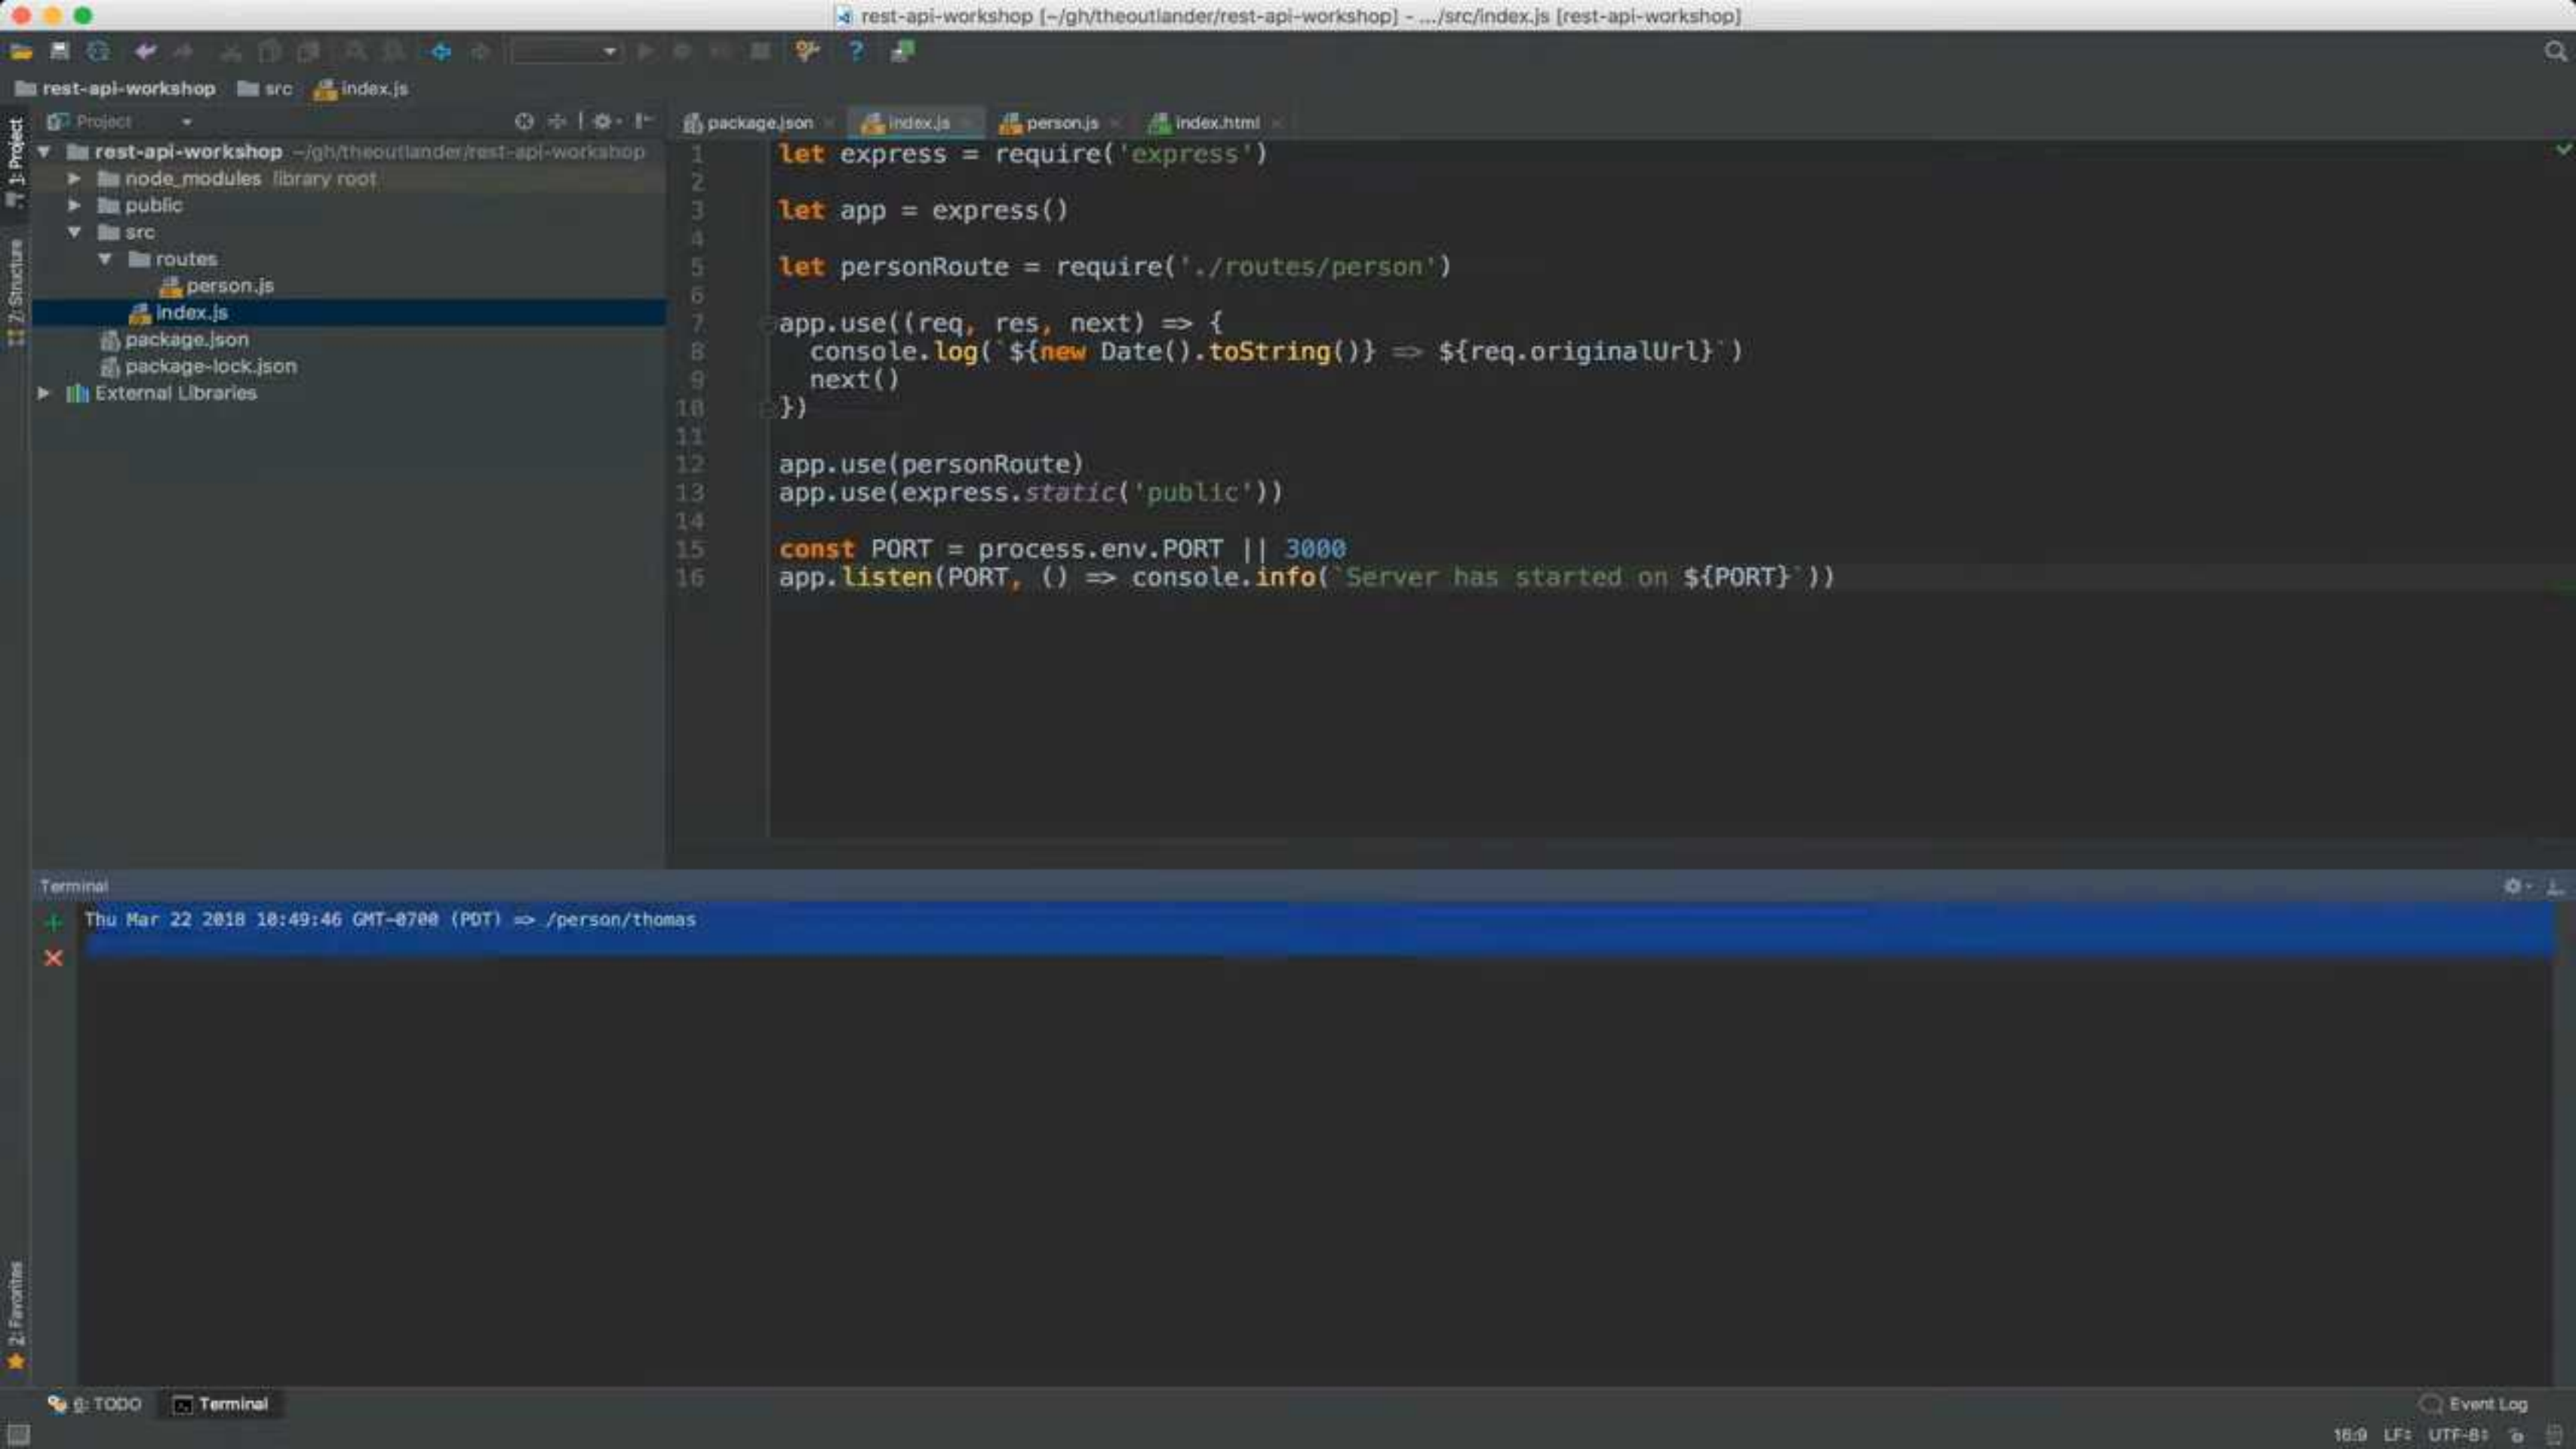 rest-api-workshop [~/gh/theoutlander/rest-api-workshop] - .../src/index.js [rest-api-workshop]
rest-api-workshop src index.js
Project
package.json index.js person.js index.html
1: Project
rest-api-workshop ~/gh/theoutlander/rest-api-workshop
node_modules library root
public
src
routes
person.js
index.js
package.json
package-lock.json
External Libraries
Z: Structure
1 let express = require('express')
2
3 let app = express()
4
5 let personRoute = require('./routes/person')
6
7 app.use((req, res, next) => {
8 console.log(`${new Date().toString()} => ${req.originalUrl}`)
9 next()
10 })
11
12 app.use(personRoute)
13 app.use(express.static('public'))
14
15 const PORT = process.env.PORT || 3000
16 app.listen(PORT, () => console.info(`Server has started on ${PORT}`))
Terminal
Thu Mar 22 2018 10:49:46 GMT-0700 (PDT) => /person/thomas
2: Favorites
6: TODO Terminal
Event Log
16:9 LF UTF-8